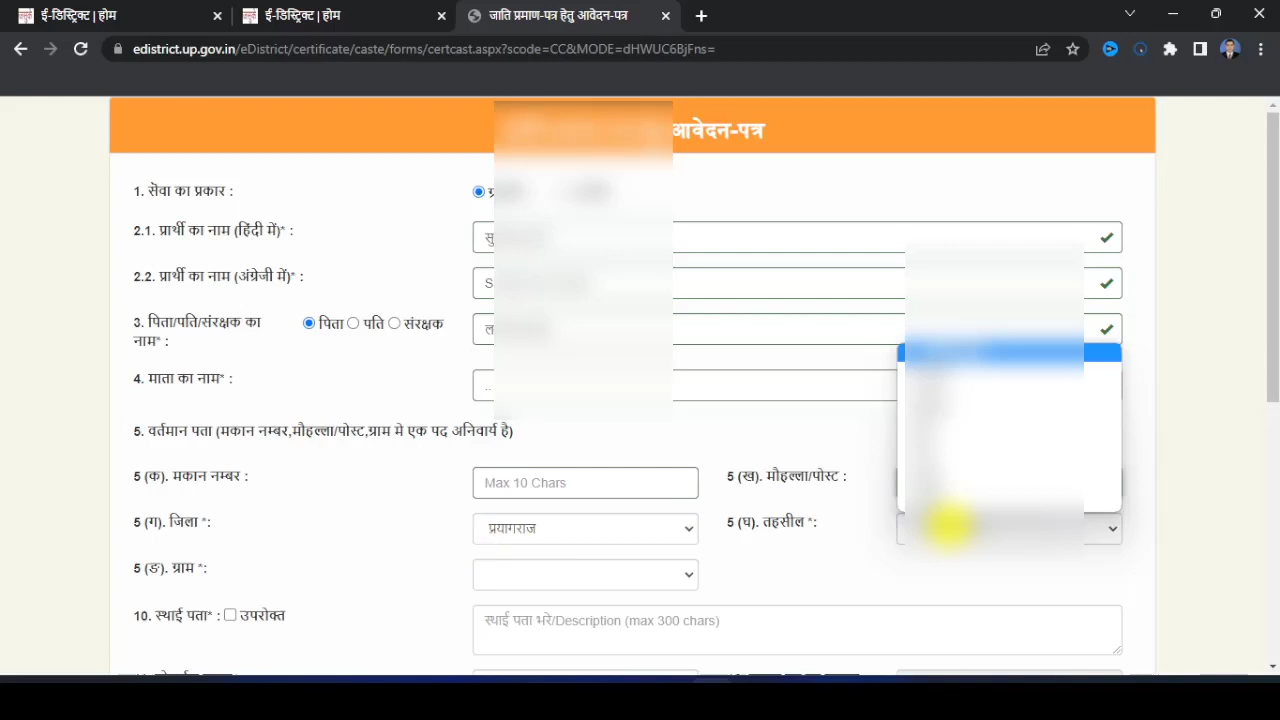 ई-डिस्ट्रिक्ट | होम
ई-डिस्ट्रिक्ट | होम
जाति प्रमाण-पत्र हेतु आवेदन-पत्र
edistrict.up.gov.in/eDistrict/certificate/caste/forms/certcast.aspx?scode=CC&MODE=dHWUC6BjFns=
आवेदन-पत्र
1. सेवा का प्रकार :
2.1. प्रार्थी का नाम (हिंदी में)* :
2.2. प्रार्थी का नाम (अंग्रेजी में)* :
3. पिता/पति/संरक्षक का नाम* : पिता पति संरक्षक
4. माता का नाम* :
5. वर्तमान पता (मकान नम्बर,मौहल्ला/पोस्ट,ग्राम मे एक पद अनिवार्य है)
5 (क). मकान नम्बर : Max 10 Chars 5 (ख). मौहल्ला/पोस्ट :
5 (ग). जिला *: प्रयागराज 5 (घ). तहसील *:
5 (ङ). ग्राम *:
10. स्थाई पता* : उपरोक्त स्थाई पता भरे/Description (max 300 chars)